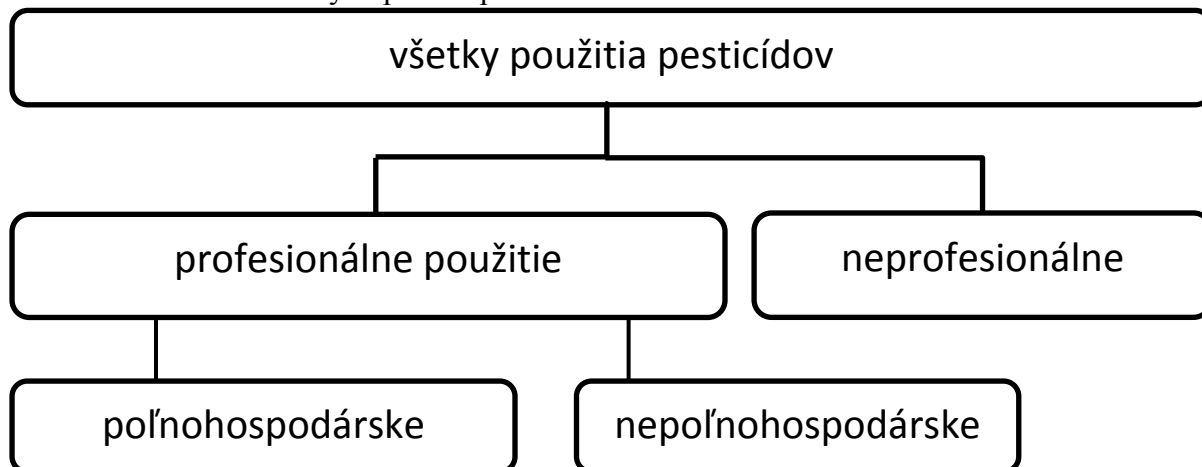 všetky použitia pesticídov
profesionálne použitie
neprofesionálne
poľnohospodárske
nepoľnohospodárske